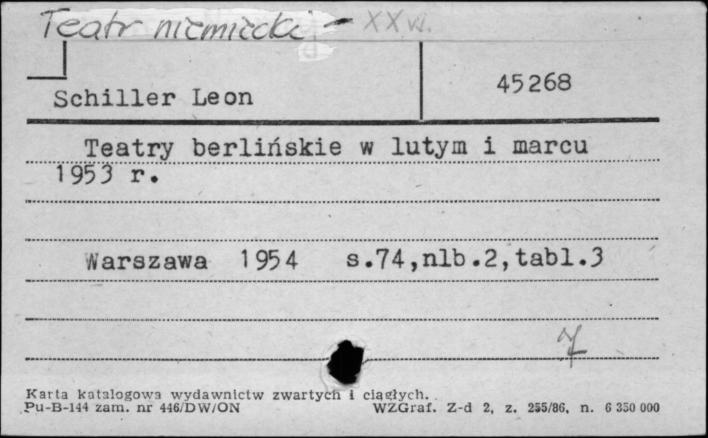 Teatr niemiecki - XX w.
Schiller Leon
45268
Teatry berlińskie w lutym i marcu
1953 r.
Warszawa 1954 s.74,nlb.2,tabl.3
Karta katalogowa wydawnictw zwartych i ciągłych.
Pu-B-144 zam. nr 446/DW/ON WZGraf. Z-d 2, z. 255/86, n. 6 350 000